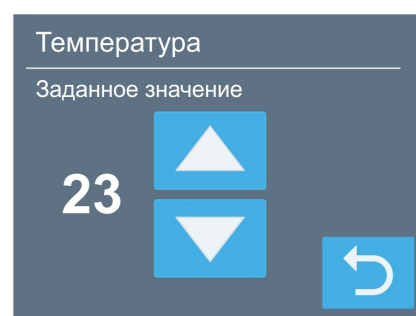 Температура
Заданное значение
23